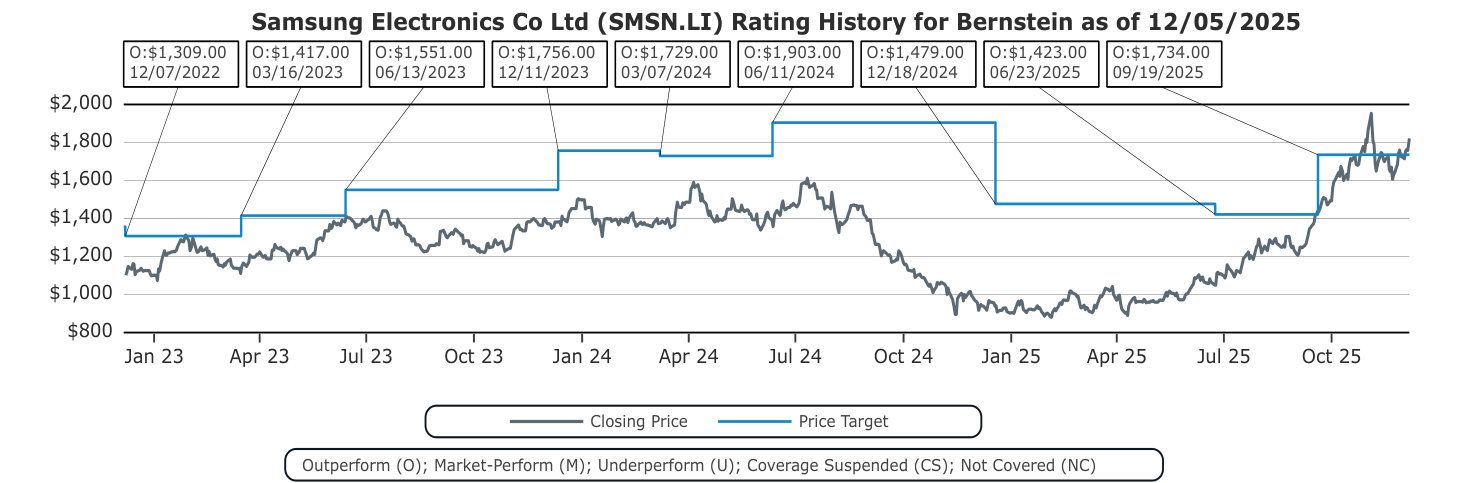 Samsung Electronics Co Ltd (SMSN.LI) Rating History for Bernstein as of 12/05/2025
O:$1,309.00
12/07/2022
O:$1,417.00
03/16/2023
O:$1,551.00
06/13/2023
O:$1,756.00
12/11/2023
O:$1,729.00
03/07/2024
O:$1,903.00
06/11/2024
O:$1,479.00
12/18/2024
O:$1,423.00
06/23/2025
O:$1,734.00
09/19/2025
$2,000
$1,800
$1,600
$1,400
$1,200
$1,000
$800
Jan 23 Apr 23 Jul 23 Oct 23 Jan 24 Apr 24 Jul 24 Oct 24 Jan 25 Apr 25 Jul 25 Oct 25
Closing Price Price Target
Outperform (O); Market-Perform (M); Underperform (U); Coverage Suspended (CS); Not Covered (NC)